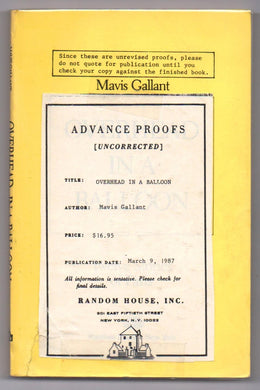 Since these are unrevised proofs, please
do not quote for publication until you
check your copy against the finished book.
Mavis Gallant
ADVANCE PROOFS
[UNCORRECTED]
TITLE: OVERHEAD IN A BALLOON
AUTHOR: Mavis Gallant
PRICE: $16.95
PUBLICATION DATE: March 9, 1987
All information is tentative. Please check for
final details.
RANDOM HOUSE, INC.
201 EAST FIFTIETH STREET
NEW YORK, N.Y. 10022
OVERHEAD IN A BALLOON